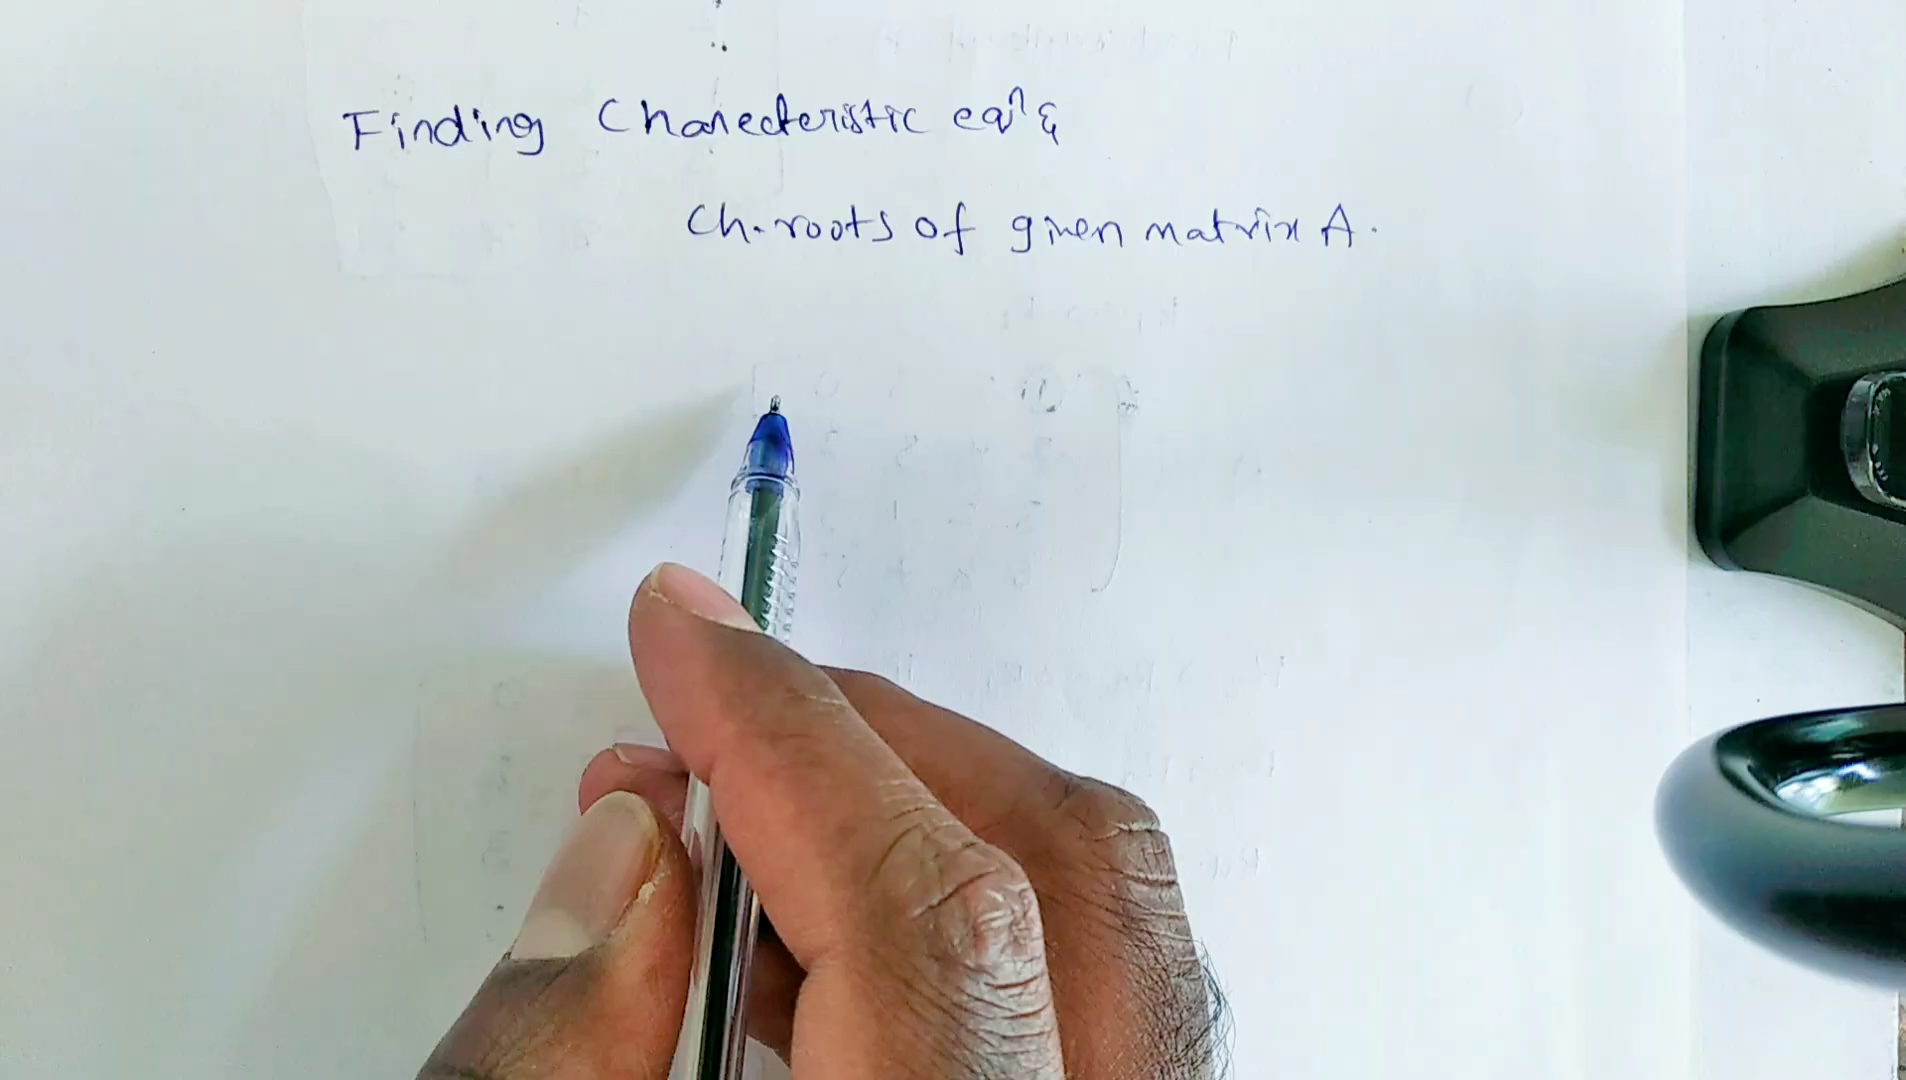 Finding Charecteristic eqⁿ &
Ch. roots of given matrix A.